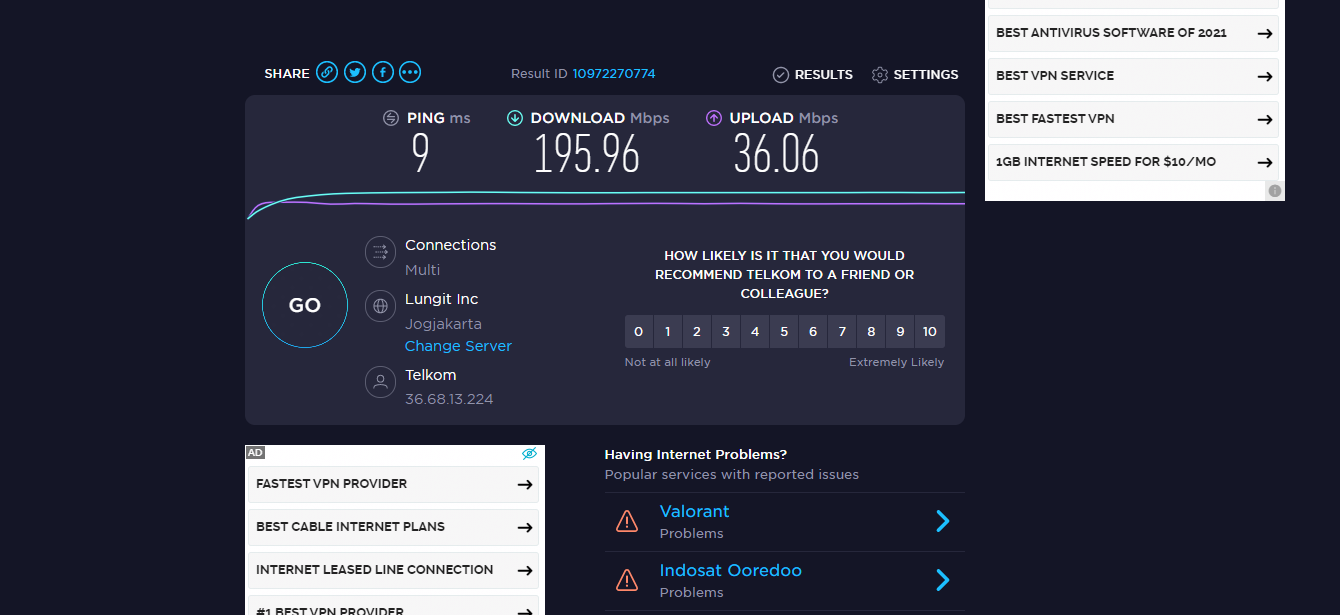 SHARE
Result ID 10972270774
RESULTS
SETTINGS
PING ms
9
DOWNLOAD Mbps
195.96
UPLOAD Mbps
36.06
GO
Connections
Multi
Lungit Inc
Jogjakarta
Change Server
Telkom
36.68.13.224
HOW LIKELY IS IT THAT YOU WOULD
RECOMMEND TELKOM TO A FRIEND OR
COLLEAGUE?
0 1 2 3 4 5 6 7 8 9 10
Not at all likely
Extremely Likely
BEST ANTIVIRUS SOFTWARE OF 2021
BEST VPN SERVICE
BEST FASTEST VPN
1GB INTERNET SPEED FOR $10/MO
AD
FASTEST VPN PROVIDER
BEST CABLE INTERNET PLANS
INTERNET LEASED LINE CONNECTION
#1 BEST VPN PROVIDER
Having Internet Problems?
Popular services with reported issues
Valorant
Problems
Indosat Ooredoo
Problems